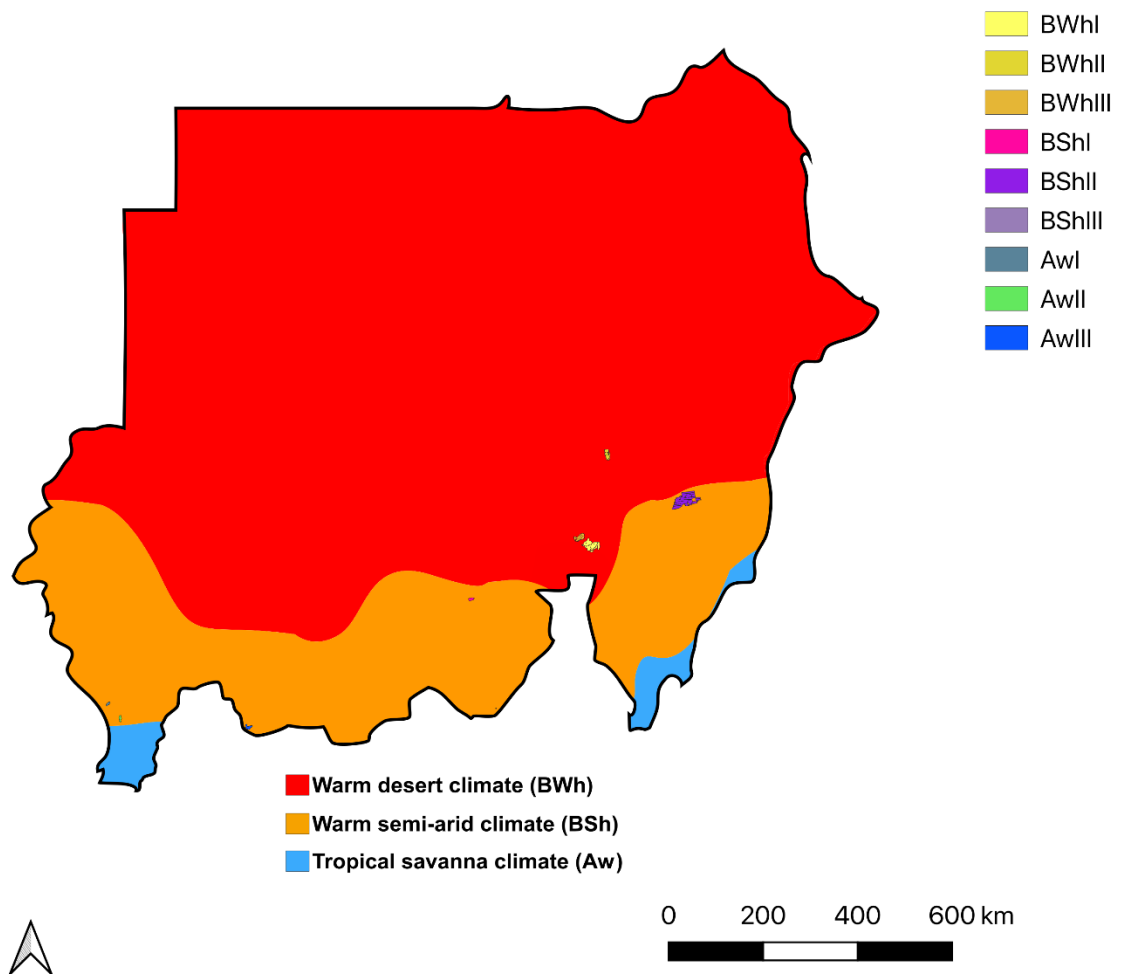 BWhI
BWhII
BWhIII
BShI
BShII
BShIII
AwI
AwII
AwIII
Warm desert climate (BWh)
Warm semi-arid climate (BSh)
Tropical savanna climate (Aw)
0 200 400 600 km